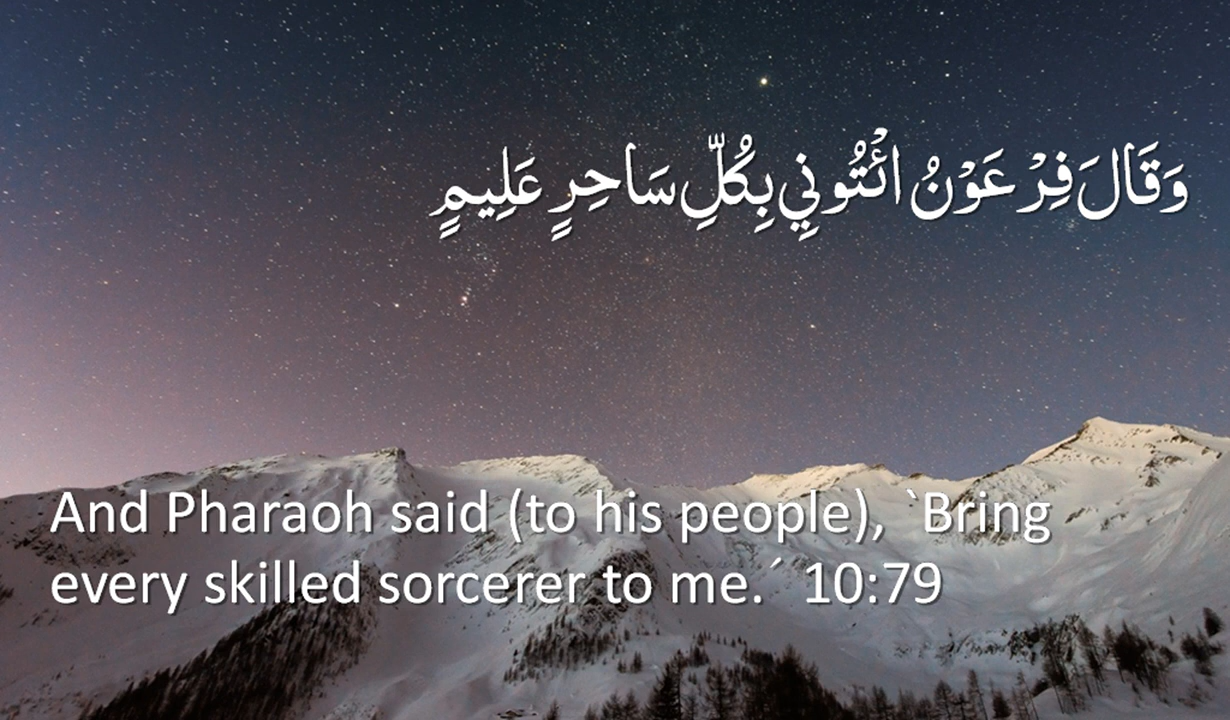 وَقَالَ فِرْعَوْنُ ائْتُونِي بِكُلِّ سَاحِرٍ عَلِيمٍ
And Pharaoh said (to his people), `Bring
every skilled sorcerer to me.´ 10:79